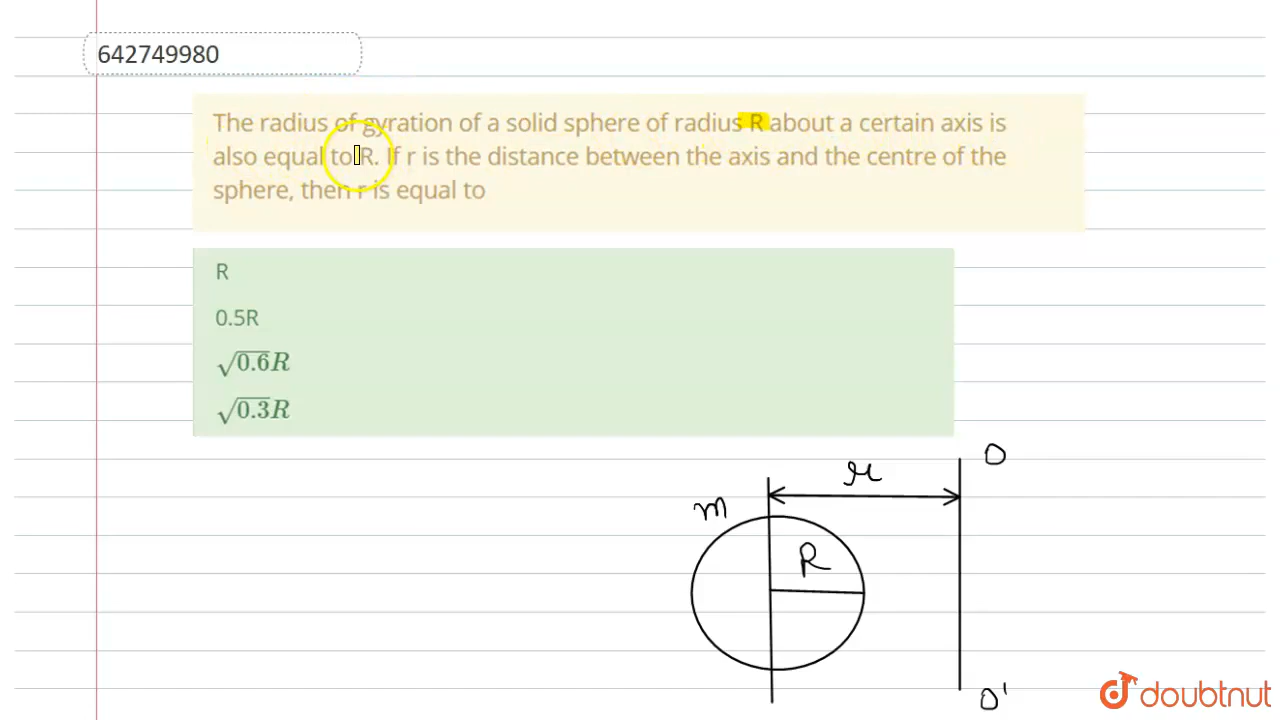 642749980
The radius of gyration of a solid sphere of radius R about a certain axis is
also equal to R. If r is the distance between the axis and the centre of the
sphere, then r is equal to
R
0.5R
√0.6R
√0.3R
O
r
m
R
O'
doubtnut